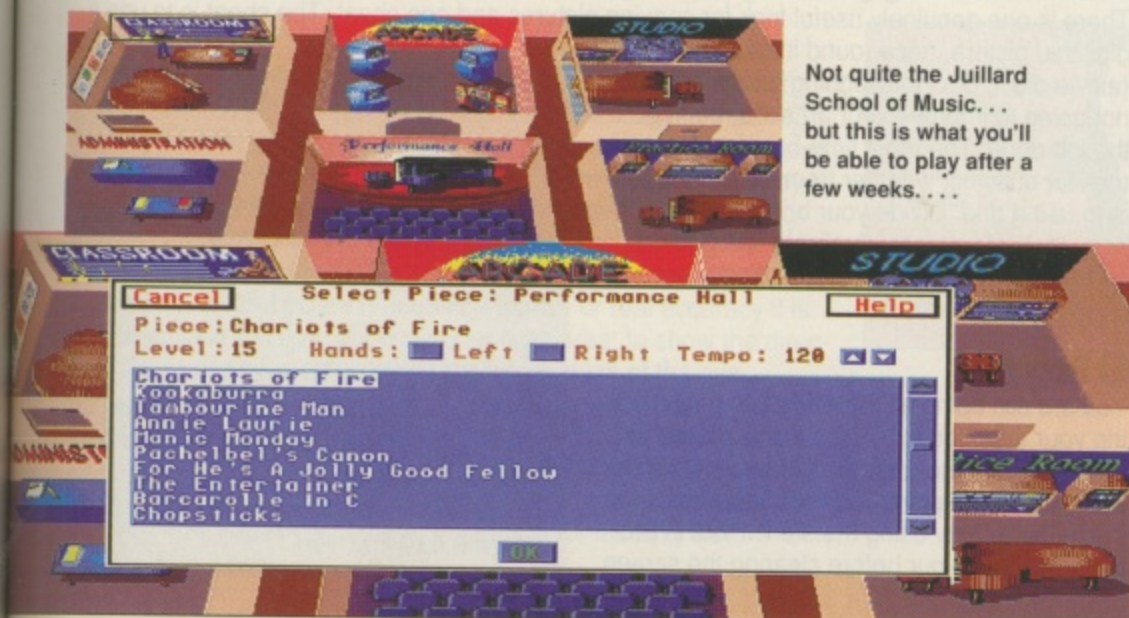 ARCADE
STUDIO
ADMINISTRATION
Performance Hall
Practice Room
Not quite the Juillard
School of Music. . .
but this is what you'll
be able to play after a
few weeks. . . .
CLASSROOM
ARCADE
STUDIO
Cancel
Select Piece: Performance Hall
Help
Piece:Chariots of Fire
Level:15 Hands: Left Right Tempo: 120
Chariots of Fire
Kookaburra
Tambourine Man
Annie Laurie
Manic Monday
Pachelbel's Canon
For He's A Jolly Good Fellow
The Entertainer
Barcarolle In C
Chopsticks
OK
ADMINIST
tice Room